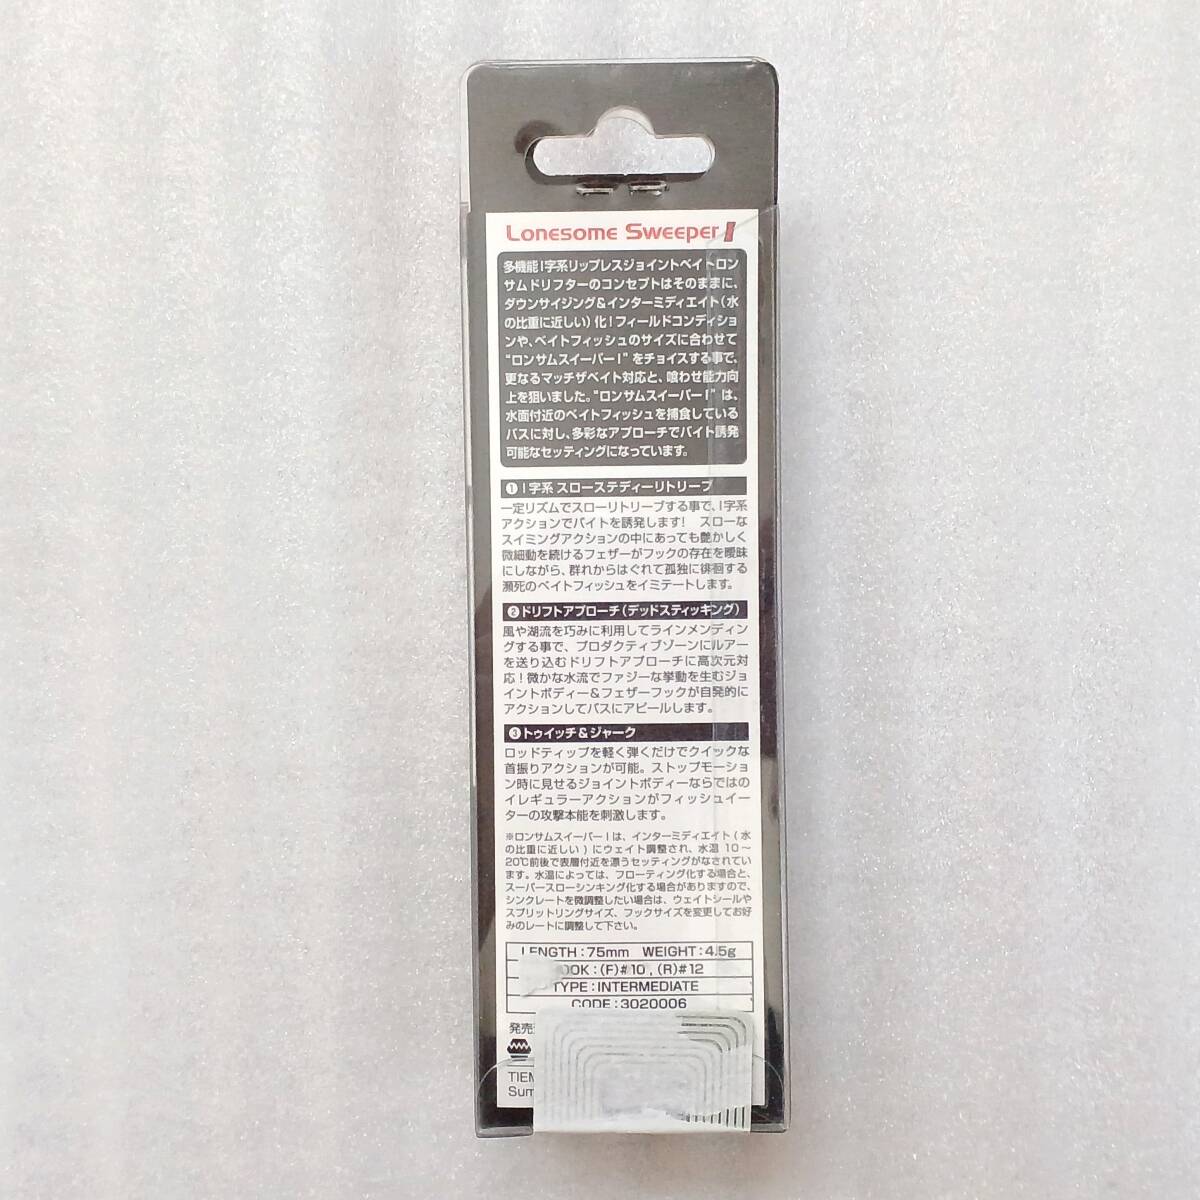 Lonesome Sweeper I
多機能I字系リップレスジョイントベイトロン
サムドリフターのコンセプトはそのままに、
ダウンサイジング&インターミディエイト(水
の比重に近しい)化!フィールドコンディショ
ンや、ベイトフィッシュのサイズに合わせて
“ロンサムスイーパーI”をチョイスする事で、
更なるマッチザベイト対応と、喰わせ能力向
上を狙いました。“ロンサムスイーパーI”は、
水面付近のベイトフィッシュを捕食している
バスに対し、多彩なアプローチでバイト誘発
可能なセッティングになっています。
❶I字系 スローステディーリトリーブ
一定リズムでスローリトリーブする事で、I字系
アクションでバイトを誘発します! スローな
スイミングアクションの中にあっても艶かしく
微細動を続けるフェザーがフックの存在を曖昧
にしながら、群れからはぐれて孤独に徘徊する
瀕死のベイトフィッシュをイミテートします。
❷ドリフトアプローチ(デッドスティッキング)
風や湖流を巧みに利用してラインメンディン
グする事で、プロダクティブゾーンにルアー
を送り込むドリフトアプローチに高次元対
応!微かな水流でファジーな挙動を生むジョ
イントボディー&フェザーフックが自発的に
アクションしてバスにアピールします。
❸トゥイッチ&ジャーク
ロッドティップを軽く弾くだけでクイックな
首振りアクションが可能。ストップモーショ
ン時に見せるジョイントボディーならではの
イレギュラーアクションがフィッシュイー
ターの攻撃本能を刺激します。
※ロンサムスイーパーIは、インターミディエイト(水
の比重に近しい)にウェイト調整され、水温10〜
20℃前後で表層付近を漂うセッティングがなされてい
ます。水温によっては、フローティング化する場合と、
スーパースローシンキング化する場合がありますので、
シンクレートを微調整したい場合は、ウェイトシールや
スプリットリングサイズ、フックサイズを変更してお好
みのレートに調整して下さい。
LENGTH:75mm WEIGHT:4.5g
OOK:(F)#10,(R)#12
TYPE:INTERMEDIATE
CODE:3020006
発売
TIEM
Sum